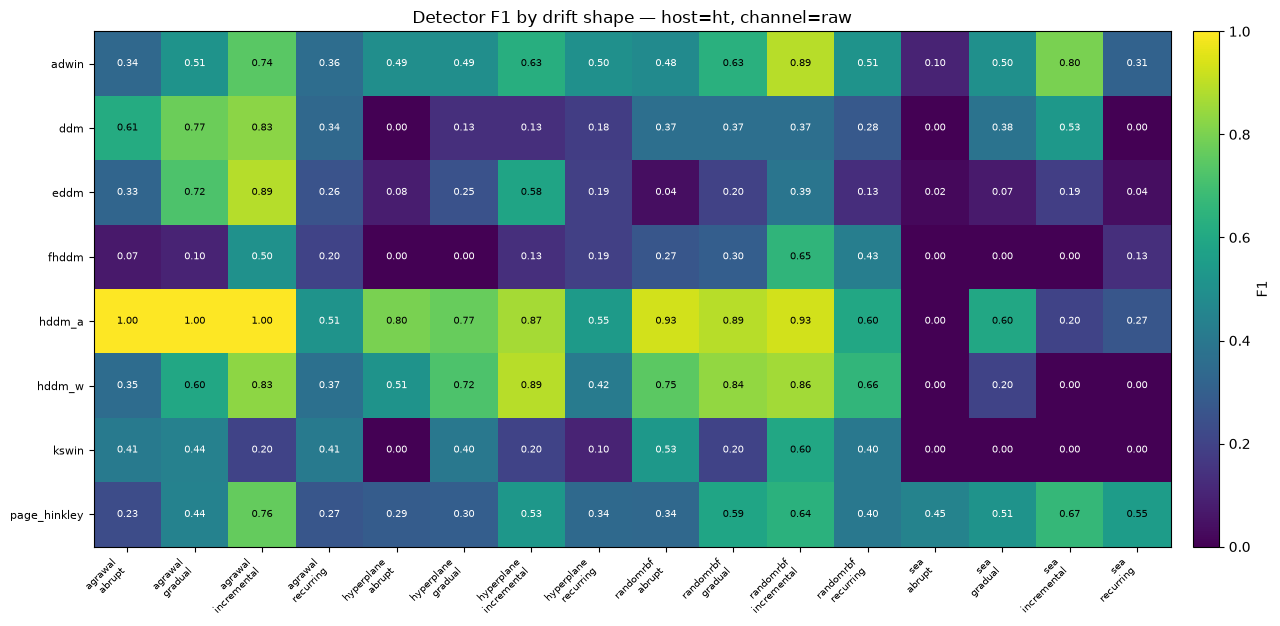 Detector F1 by drift shape — host=ht, channel=raw
adwin 0.34 0.51 0.74 0.36 0.49 0.49 0.63 0.50 0.48 0.63 0.89 0.51 0.10 0.50 0.80 0.31
ddm 0.61 0.77 0.83 0.34 0.00 0.13 0.13 0.18 0.37 0.37 0.37 0.28 0.00 0.38 0.53 0.00
eddm 0.33 0.72 0.89 0.26 0.08 0.25 0.58 0.19 0.04 0.20 0.39 0.13 0.02 0.07 0.19 0.04
fhddm 0.07 0.10 0.50 0.20 0.00 0.00 0.13 0.19 0.27 0.30 0.65 0.43 0.00 0.00 0.00 0.13
hddm_a 1.00 1.00 1.00 0.51 0.80 0.77 0.87 0.55 0.93 0.89 0.93 0.60 0.00 0.60 0.20 0.27
hddm_w 0.35 0.60 0.83 0.37 0.51 0.72 0.89 0.42 0.75 0.84 0.86 0.66 0.00 0.20 0.00 0.00
kswin 0.41 0.44 0.20 0.41 0.00 0.40 0.20 0.10 0.53 0.20 0.60 0.40 0.00 0.00 0.00 0.00
page_hinkley 0.23 0.44 0.76 0.27 0.29 0.30 0.53 0.34 0.34 0.59 0.64 0.40 0.45 0.51 0.67 0.55
agrawal
abrupt
agrawal
gradual
agrawal
incremental
agrawal
recurring
hyperplane
abrupt
hyperplane
gradual
hyperplane
incremental
hyperplane
recurring
randomrbf
abrupt
randomrbf
gradual
randomrbf
incremental
randomrbf
recurring
sea
abrupt
sea
gradual
sea
incremental
sea
recurring
1.0
0.8
0.6
0.4
0.2
0.0
F1